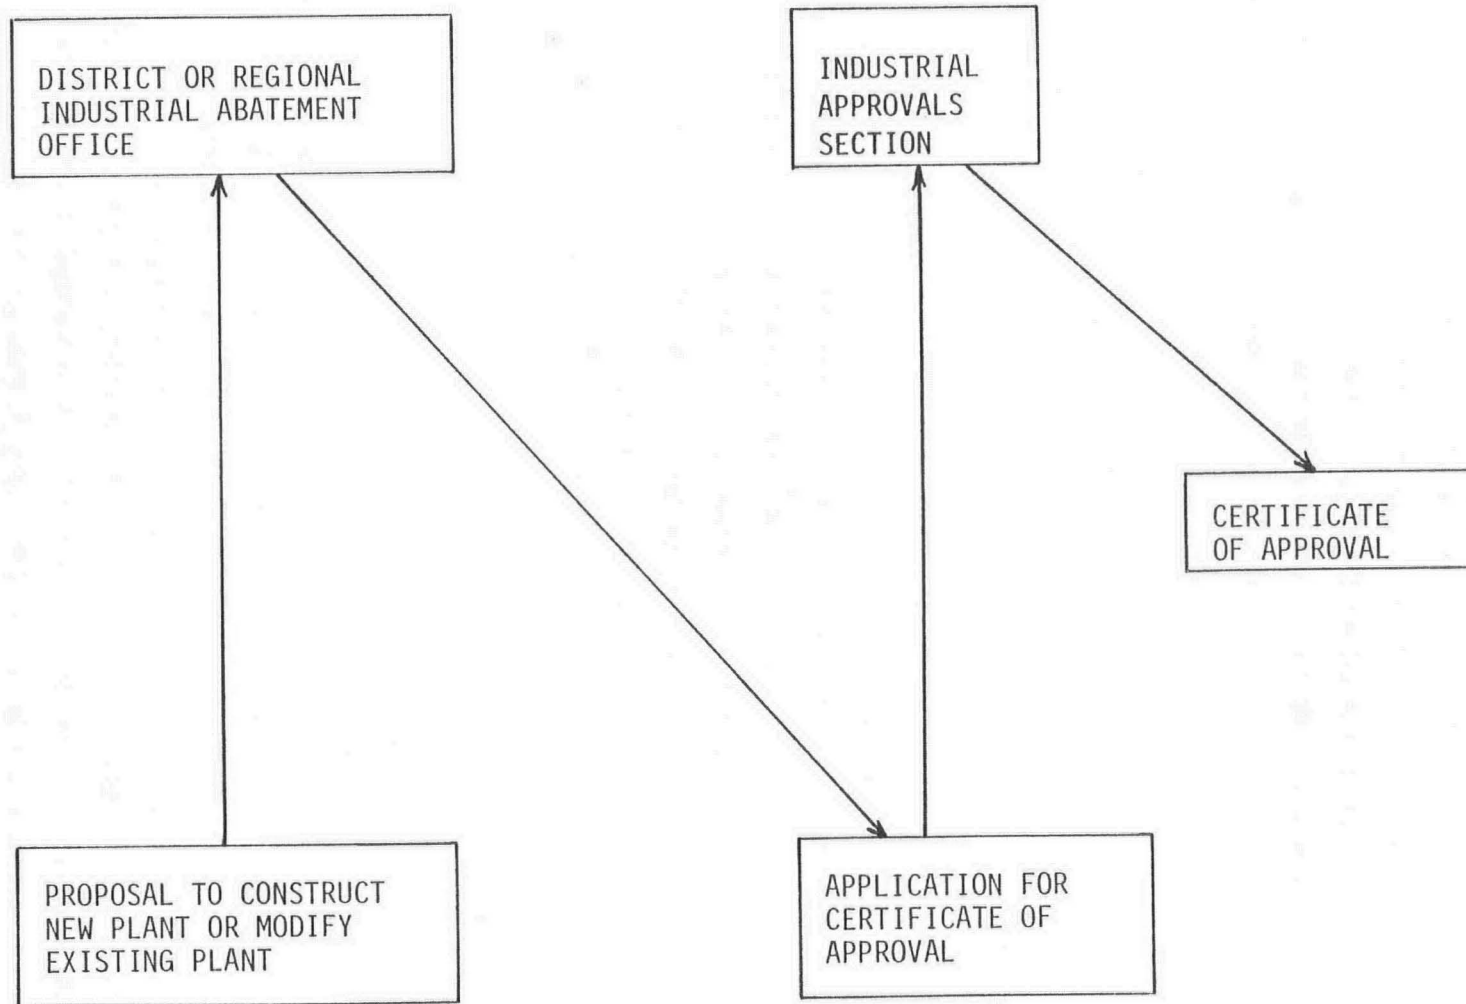 DISTRICT OR REGIONAL
INDUSTRIAL ABATEMENT
OFFICE
INDUSTRIAL
APPROVALS
SECTION
CERTIFICATE
OF APPROVAL
PROPOSAL TO CONSTRUCT
NEW PLANT OR MODIFY
EXISTING PLANT
APPLICATION FOR
CERTIFICATE OF
APPROVAL